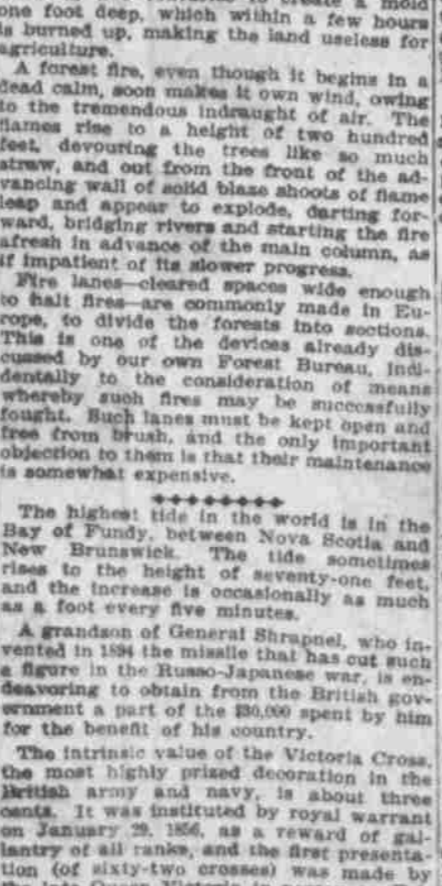 to create a mold
one foot deep, which within a few hours
is burned up, making the land useless for
agriculture.
A forest fire, even though it begins in a
dead calm, soon makes it own wind, owing
to the tremendous indraught of air. The
flames rise to a height of two hundred
feet, devouring the trees like so much
straw, and out from the front of the ad-
vancing wall of solid blaze shoots of flame
leap and appear to explode, darting for-
ward, bridging rivers and starting the fire
afresh in advance of the main column, as
if impatient of its slower progress.
Fire lanes—cleared spaces wide enough
to halt fires—are commonly made in Eu-
rope, to divide the forests into sections.
This is one of the devices already dis-
cussed by our own Forest Bureau, indi-
dentally to the consideration of means
whereby such fires may be successfully
fought. Such lanes must be kept open and
free from brush, and the only important
objection to them is that their maintenance
is somewhat expensive.
The highest tide in the world is in the
Bay of Fundy, between Nova Scotia and
New Brunswick. The tide sometimes
rises to the height of seventy-one feet,
and the increase is occasionally as much
as a foot every five minutes.
A grandson of General Shrapnel, who in-
vented in 1894 the missile that has cut such
a figure in the Russo-Japanese war, is en-
deavoring to obtain from the British gov-
ernment a part of the $30,000 spent by him
for the benefit of his country.
The intrinsic value of the Victoria Cross,
the most highly prized decoration in the
British army and navy, is about three
cents. It was instituted by royal warrant
on January 29, 1856, as a reward of gal-
lantry of all ranks, and the first presenta-
tion (of sixty-two crosses) was made by
the late Queen Victoria in